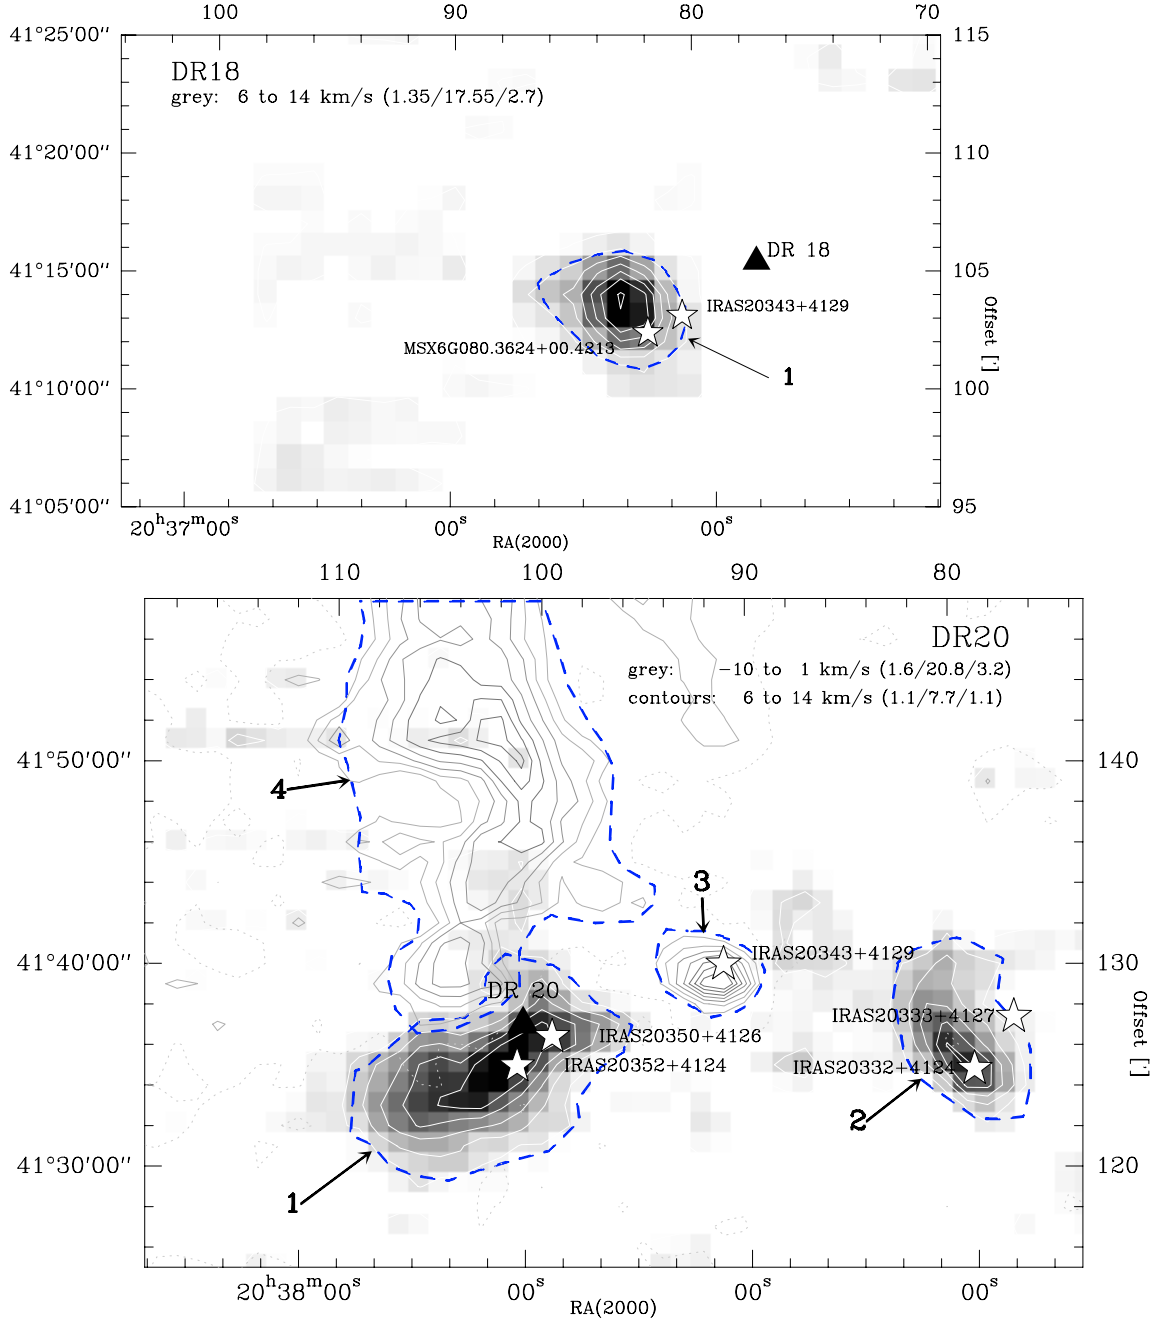 100 90 80 70
41°25'00'' 115
DR18
grey: 6 to 14 km/s (1.35/17.55/2.7)
41°20'00'' 110
DR 18
41°15'00'' 105
IRAS20343+4129
Offset [']
MSX6G080.3624+00.4213
1
41°10'00'' 100
41°05'00'' 95
20h37m00s 00s 00s
RA(2000)
110 100 90 80
DR20
grey: −10 to 1 km/s (1.6/20.8/3.2)
contours: 6 to 14 km/s (1.1/7.7/1.1)
41°50'00'' 140
4
3
IRAS20343+4129
41°40'00'' 130
DR 20
Offset [']
IRAS20333+4127
IRAS20350+4126
IRAS20352+4124
IRAS20332+4124
2
41°30'00'' 120
1
20h38m00s 00s 00s 00s
RA(2000)